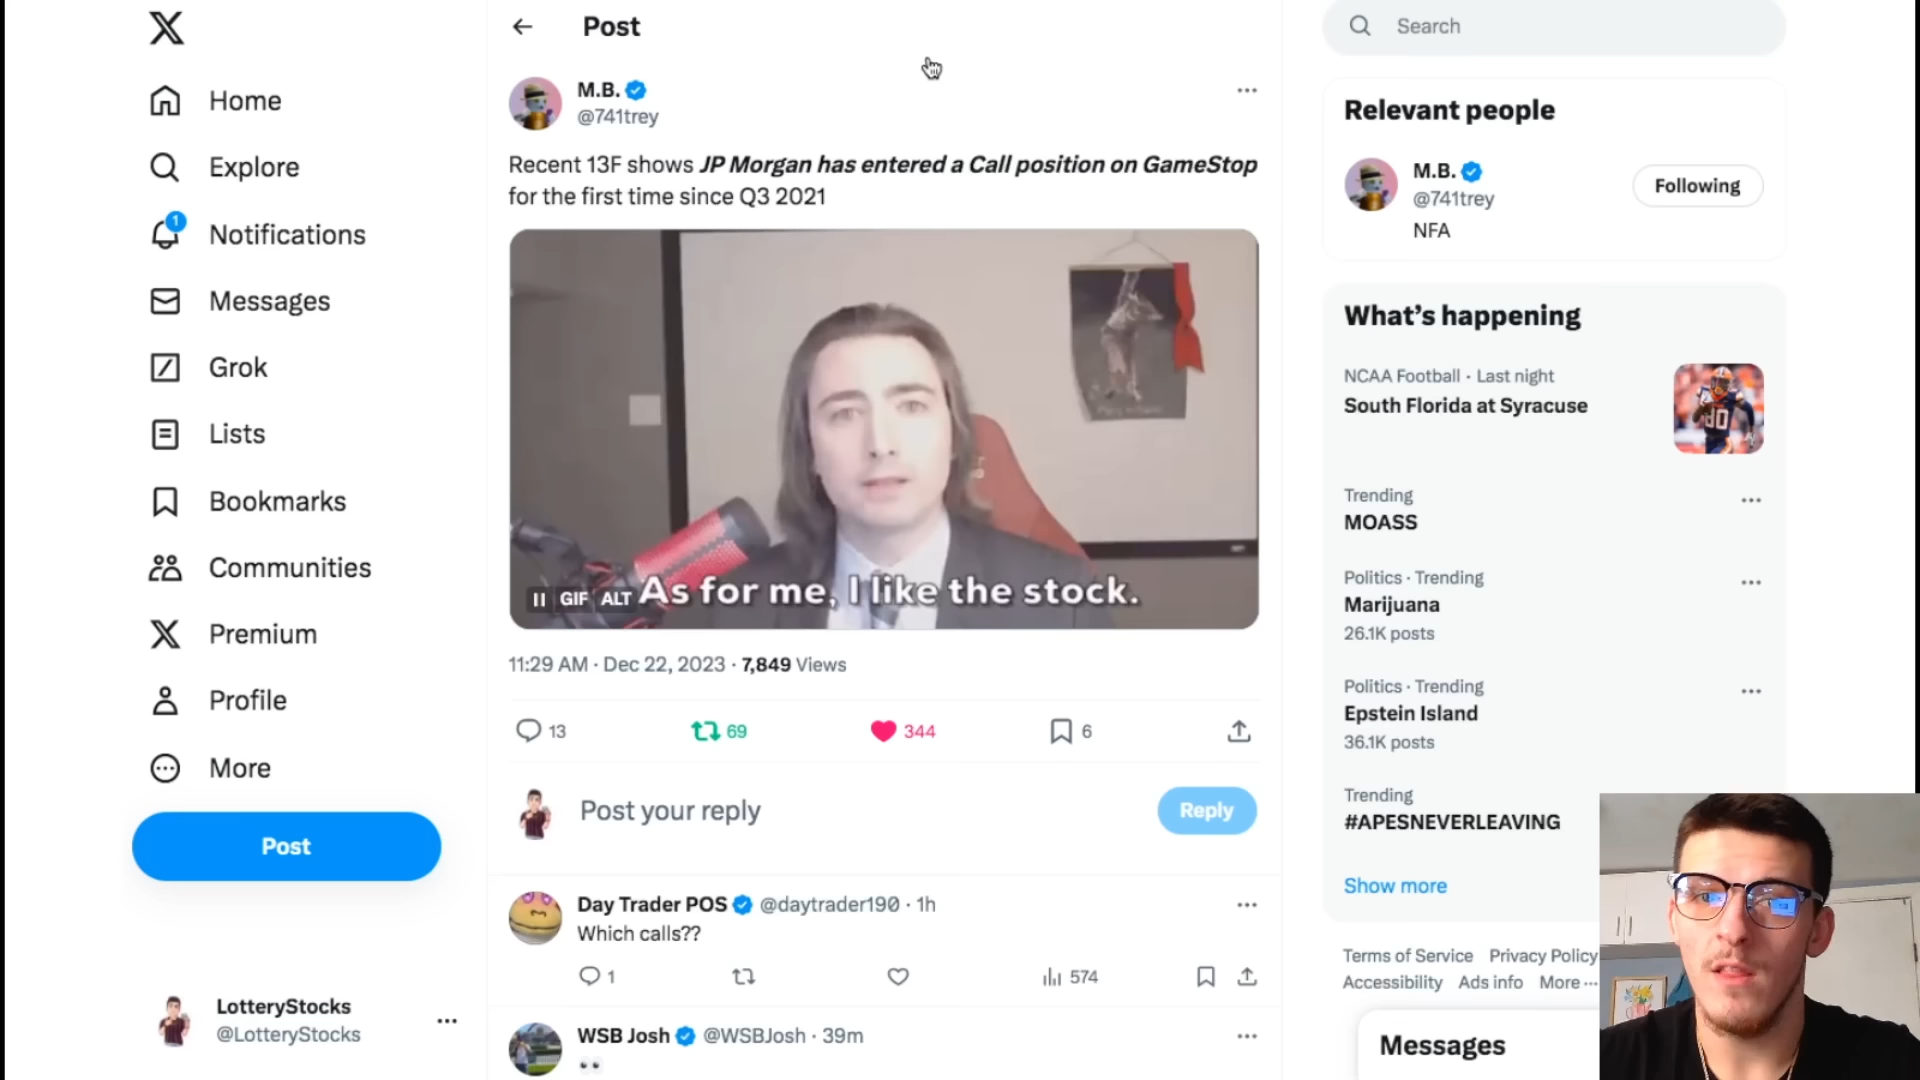 Home
Explore
1
Notifications
Messages
Grok
Lists
Bookmarks
Communities
Premium
Profile
More
Post
LotteryStocks
@LotteryStocks
Post
M.B.
@741trey
Recent 13F shows JP Morgan has entered a Call position on GameStop
for the first time since Q3 2021
GIF ALT
As for me, I like the stock.
11:29 AM · Dec 22, 2023 · 7,849 Views
13
69
344
6
Post your reply
Reply
Day Trader POS @daytrader190 · 1h
Which calls??
1
574
WSB Josh @WSBJosh · 39m
Search
Relevant people
M.B.
@741trey
Following
NFA
What's happening
NCAA Football · Last night
South Florida at Syracuse
Trending
MOASS
Politics · Trending
Marijuana
26.1K posts
Politics · Trending
Epstein Island
36.1K posts
Trending
#APESNEVERLEAVING
Show more
Terms of Service Privacy Policy
Accessibility Ads info More ...
Messages